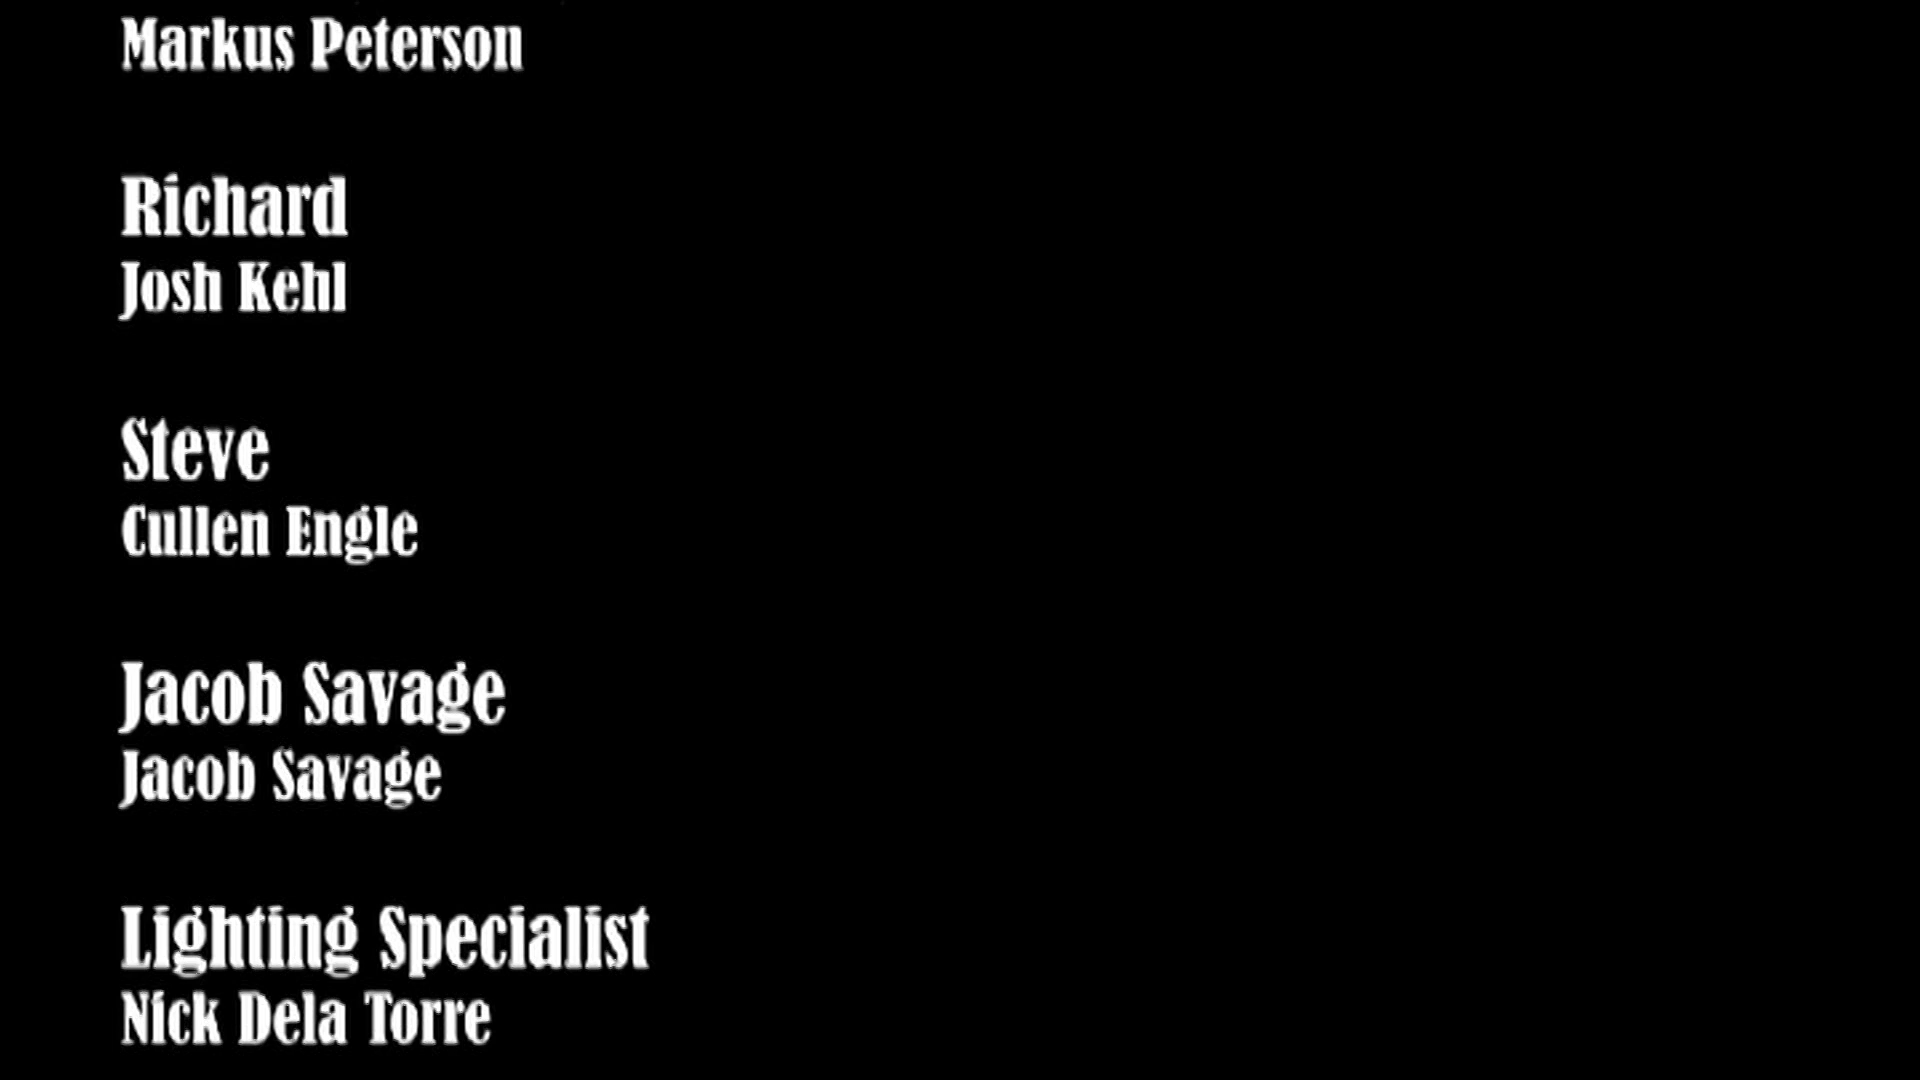 Markus Peterson
Richard
Josh Kehl
Steve
Cullen Engle
Jacob Savage
Jacob Savage
Lighting Specialist
Nick Dela Torre